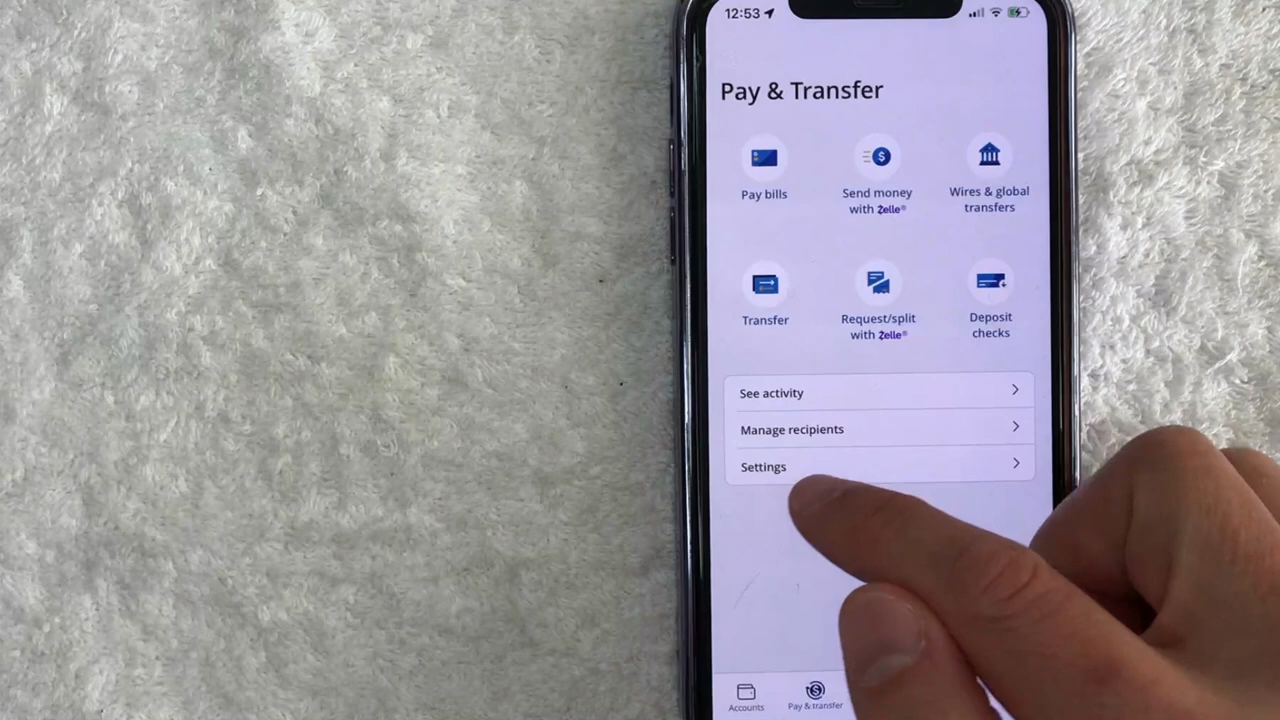 12:53
Pay & Transfer
Pay bills
Send money
with Zelle®
Wires & global
transfers
Transfer
Request/split
with Zelle®
Deposit
checks
See activity
Manage recipients
Settings
Accounts
Pay & transfer